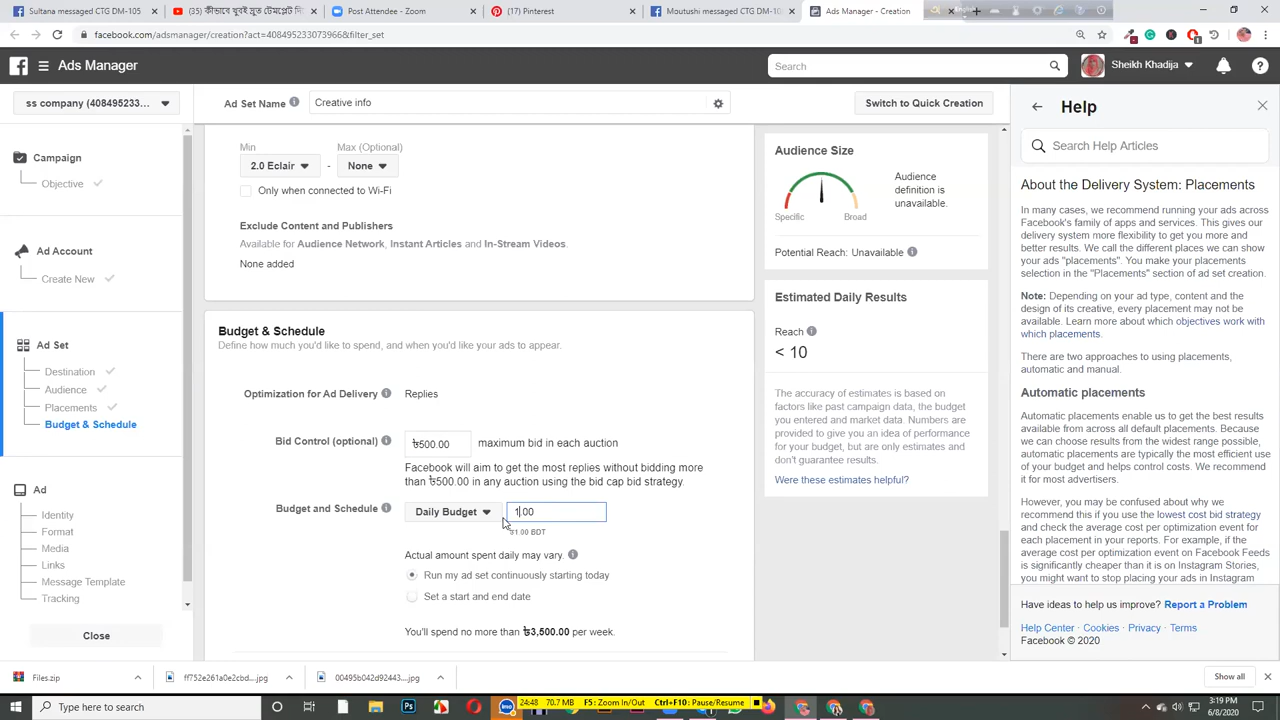 Sultana messaged CTG DM-105
(35) কীভাবে খুবই দ্রুত টেমপ্লেট দি
Post Attendee - Zoom
(17) Pinterest
Moutushi messaged CTG DM-10
Ads Manager - Creation
facebook.com/adsmanager/creation?act=408495233073966&filter_set
Ads Manager
Search
Sheikh Khadija
ss company (408495233...
Ad Set Name
Creative info
Switch to Quick Creation
Help
Search Help Articles
Campaign
Objective
Ad Account
Create New
Ad Set
Destination
Audience
Placements
Budget & Schedule
Ad
Identity
Format
Media
Links
Message Template
Tracking
Close
Min
Max (Optional)
2.0 Eclair
-
None
Only when connected to Wi-Fi
Exclude Content and Publishers
Available for Audience Network, Instant Articles and In-Stream Videos.
None added
Budget & Schedule
Define how much you'd like to spend, and when you'd like your ads to appear.
Optimization for Ad Delivery
Replies
Bid Control (optional)
৳500.00
maximum bid in each auction
Facebook will aim to get the most replies without bidding more
than ৳500.00 in any auction using the bid cap bid strategy.
Budget and Schedule
Daily Budget
1.00
৳1.00 BDT
Actual amount spent daily may vary.
Run my ad set continuously starting today
Set a start and end date
You'll spend no more than ৳3,500.00 per week.
Audience Size
Specific
Broad
Audience
definition is
unavailable.
Potential Reach: Unavailable
Estimated Daily Results
Reach
< 10
The accuracy of estimates is based on
factors like past campaign data, the budget
you entered and market data. Numbers are
provided to give you an idea of performance
for your budget, but are only estimates and
don't guarantee results.
Were these estimates helpful?
About the Delivery System: Placements
In many cases, we recommend running your ads across
Facebook's family of apps and services. This gives our
delivery system more flexibility to get you more and
better results. We call the different places we can show
your ads "placements". You make your placements
selection in the "Placements" section of ad set creation.
Note: Depending on your ad type, content and the
design of its creative, every placement may not be
available. Learn more about which objectives work with
which placements.
There are two approaches to using placements,
automatic and manual.
Automatic placements
Automatic placements enable us to get the best results
available from across all default placements. Because
we can choose results from the widest range possible,
automatic placements are typically the most efficient use
of your budget and helps control costs. We recommend
it for most advertisers.
However, you may be confused about why we
recommend this if you use the lowest cost bid strategy
and check the average cost per optimization event for
each placement in your reports. For example, if the
average cost per optimization event on Facebook Feeds
is significantly cheaper than it is on Instagram Stories,
you might want to stop placing your ads in Instagram
Have ideas to help us improve? Report a Problem
Help Center · Cookies · Privacy · Terms
Facebook © 2020
Files.zip
ff752e261a0e2cbd....jpg
00495b042d92443....jpg
Show all
Type here to search
24:48
70.7 MB
F5: Zoom In/Out
Ctrl+F10: Pause/Resume
3:19 PM
6/8/2020